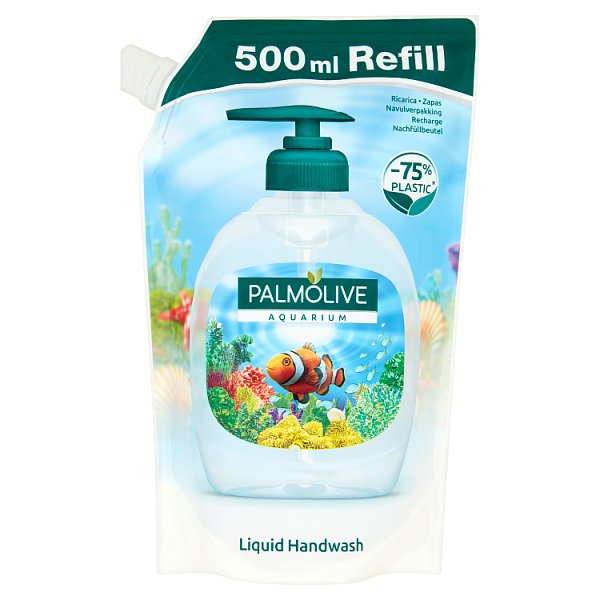 500ml Refill
Ricarica • Zapas
Navulverpakking
Recharge
Nachfüllbeutel
-75%
PLASTIC*
PALMOLIVE
AQUARIUM
Liquid Handwash